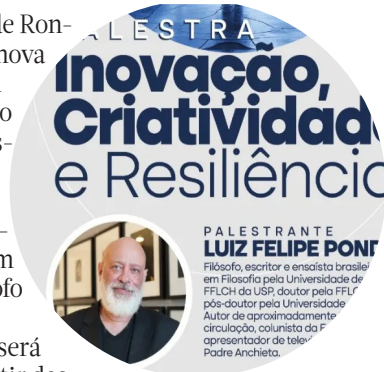 de Ron-
nova
o
s-
-
m
ofo
será
PALESTRA
Inovação,
Criatividad
e Resiliênci
PALESTRANTE
LUIZ FELIPE POND
Filósofo, escritor e ensaísta brasilei
em Filosofia pela Universidade de
FFLCH da USP, doutor pela FFLC
pós-doutor pela Universidade
Autor de aproximadamente
circulação, colunista da F
apresentador de telev
Padre Anchieta.